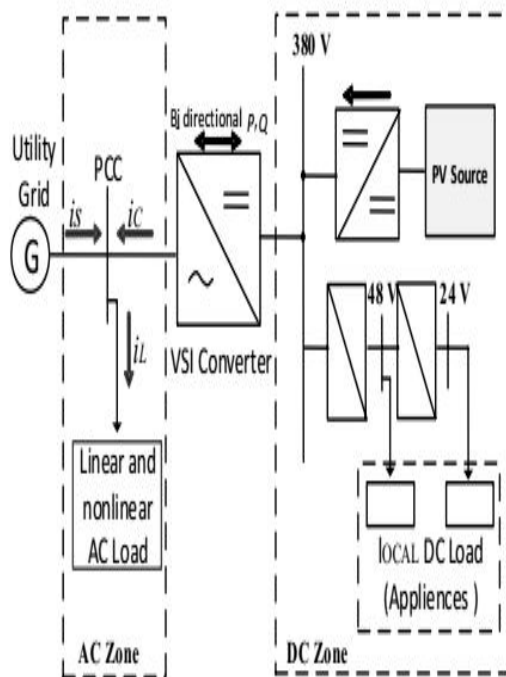 380 V
Bi directional P,Q
Utility
Grid
PCC
PV Source
is
ic
G
48 V
24 V
iL
VSI Converter
Linear and
nonlinear
AC Load
lOCAL DC Load
(Appliences )
AC Zone
DC Zone